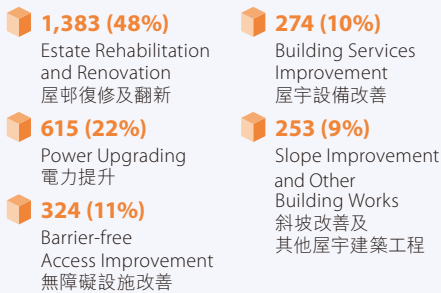 1,383 (48%)
Estate Rehabilitation
and Renovation
屋邨復修及翻新
615 (22%)
Power Upgrading
電力提升
324 (11%)
Barrier-free
Access Improvement
無障礙設施改善
274 (10%)
Building Services
Improvement
屋宇設備改善
253 (9%)
Slope Improvement
and Other
Building Works
斜坡改善及
其他屋宇建築工程